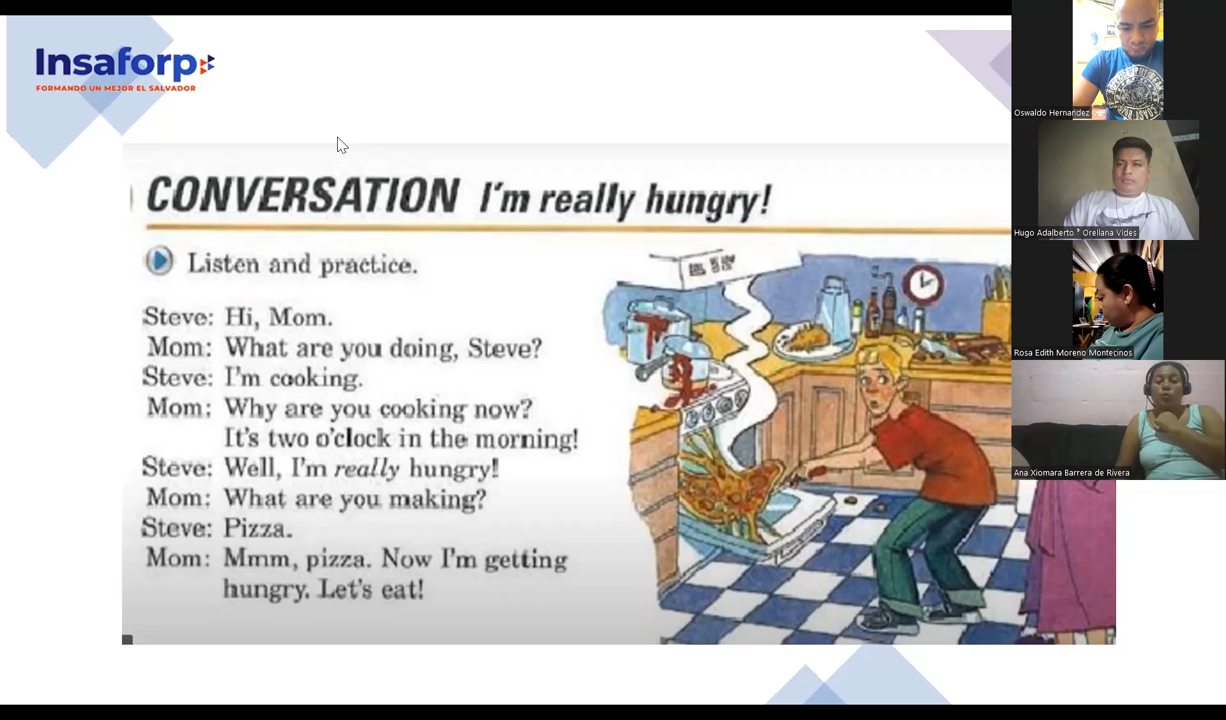 Insaforp
FORMANDO UN MEJOR EL SALVADOR
CONVERSATION I'm really hungry!
Listen and practice.
Steve: Hi, Mom.
Mom: What are you doing, Steve?
Steve: I'm cooking.
Mom: Why are you cooking now?
It's two o'clock in the morning!
Steve: Well, I'm really hungry!
Mom: What are you making?
Steve: Pizza.
Mom: Mmm, pizza. Now I'm getting
hungry. Let's eat!
Oswaldo Hernandez
Hugo Adalberto * Orellana Vides
Rosa Edith Moreno Montecinos
Ana Xiomara Barrera de Rivera